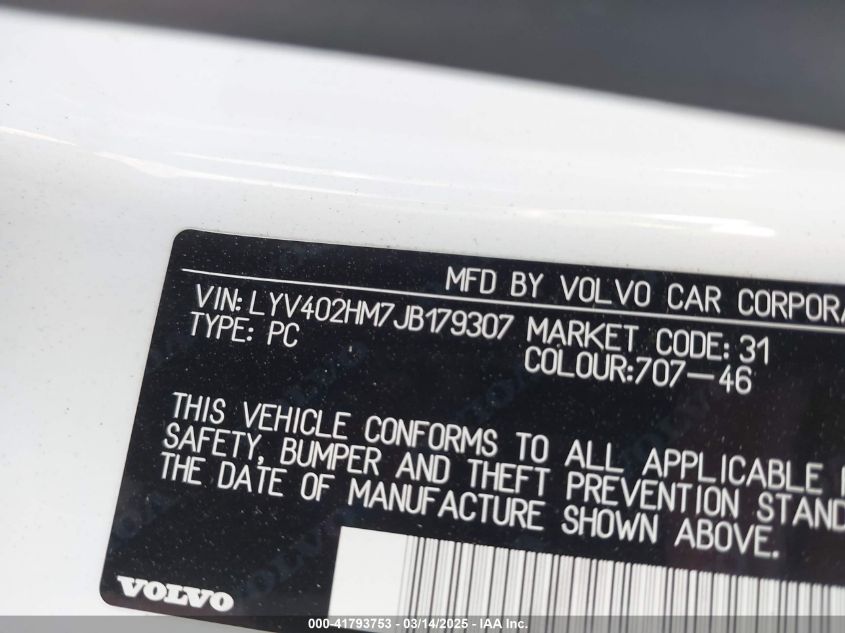 MFD BY VOLVO CAR CORPORA
VIN: LYV402HM7JB179307 MARKET CODE: 31
TYPE: PC COLOUR:707-46
THIS VEHICLE CONFORMS TO ALL APPLICABLE
SAFETY, BUMPER AND THEFT PREVENTION STAND
THE DATE OF MANUFACTURE SHOWN ABOVE.
VOLVO
000-41793753 - 03/14/2025 - IAA Inc.